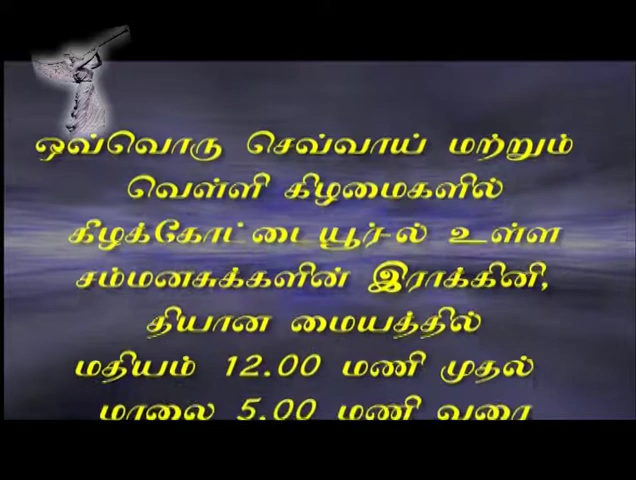 ஒவ்வொரு செவ்வாய் மற்றும்
வெள்ளி கிழமைகளில்
கீழக்கோட்டையூர்-ல் உள்ள
சம்மனசுக்களின் இராக்கினி,
தியான மையத்தில்
மதியம் 12.00 மணி முதல்
மாலை 5.00 மணி வரை